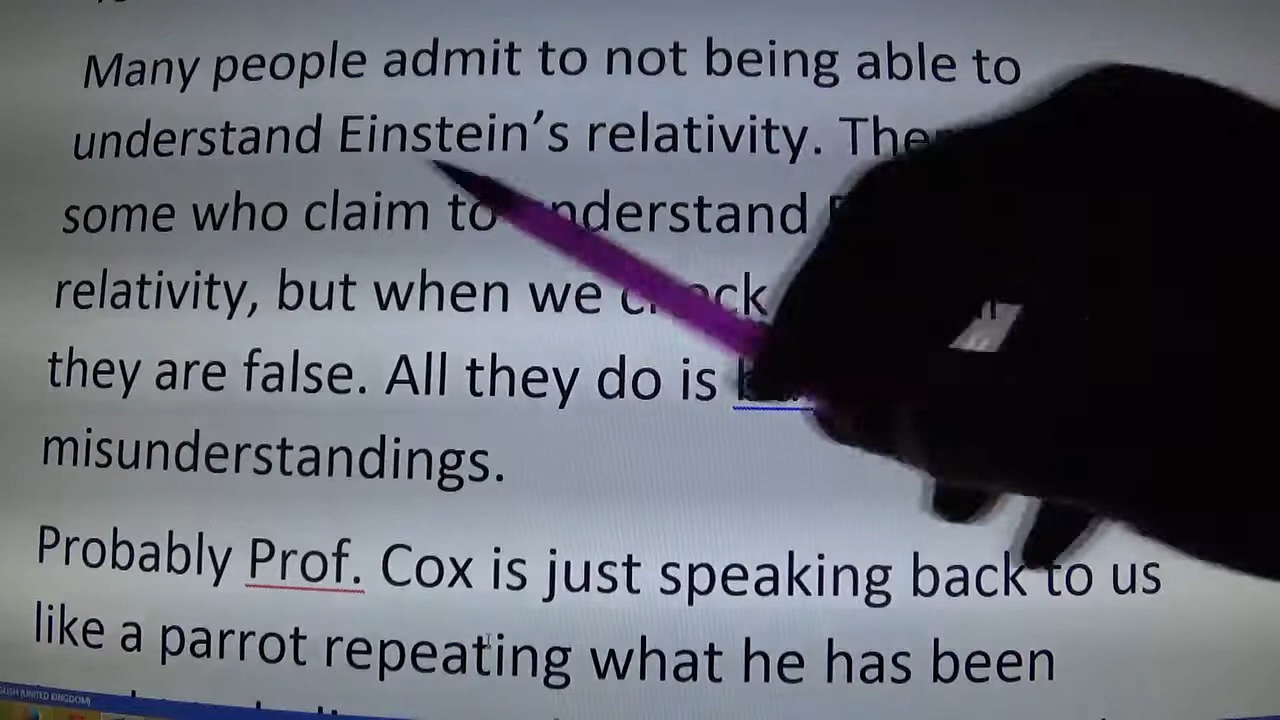 Many people admit to not being able to
understand Einstein's relativity.
some who claim to understand
relativity, but when we check
they are false. All they do is
misunderstandings.
Probably Prof. Cox is just speaking back to us
like a parrot repeating what he has been